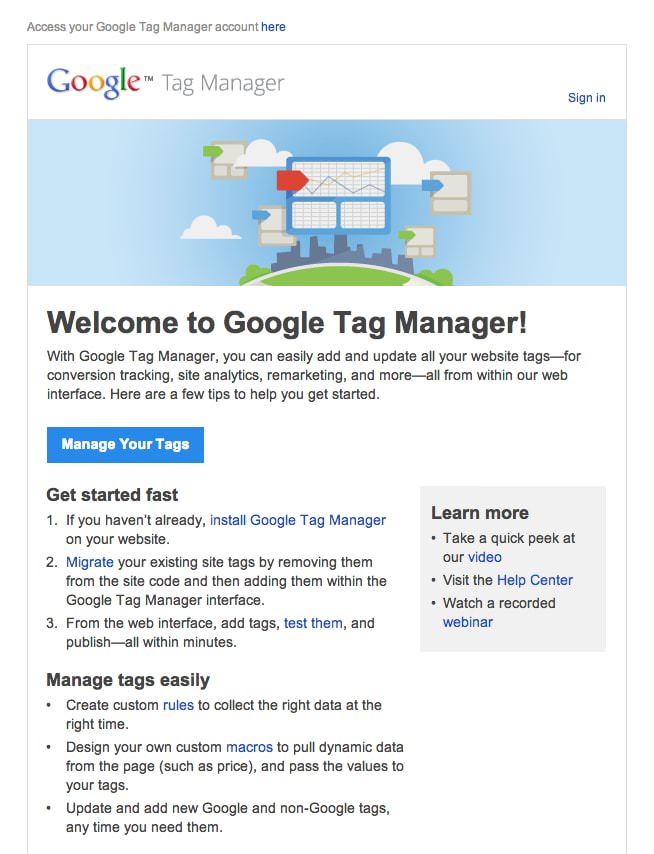 Access your Google Tag Manager account here
Google™ Tag Manager
Sign in
Welcome to Google Tag Manager!
With Google Tag Manager, you can easily add and update all your website tags—for
conversion tracking, site analytics, remarketing, and more—all from within our web
interface. Here are a few tips to help you get started.
Manage Your Tags
Get started fast
1. If you haven't already, install Google Tag Manager
on your website.
2. Migrate your existing site tags by removing them
from the site code and then adding them within the
Google Tag Manager interface.
3. From the web interface, add tags, test them, and
publish—all within minutes.
Manage tags easily
• Create custom rules to collect the right data at the
right time.
• Design your own custom macros to pull dynamic data
from the page (such as price), and pass the values to
your tags.
• Update and add new Google and non-Google tags,
any time you need them.
Learn more
• Take a quick peek at
our video
• Visit the Help Center
• Watch a recorded
webinar